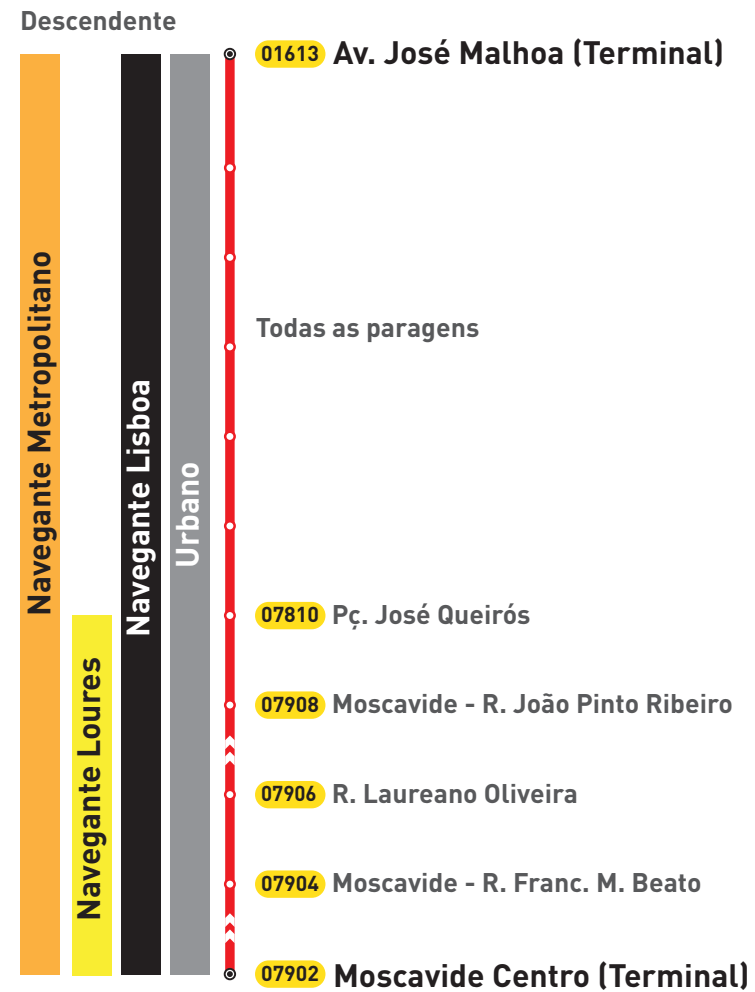 Descendente
01613 Av. José Malhoa (Terminal)
Todas as paragens
07810 Pç. José Queirós
07908 Moscavide - R. João Pinto Ribeiro
07906 R. Laureano Oliveira
07904 Moscavide - R. Franc. M. Beato
07902 Moscavide Centro (Terminal)
Navegante Metropolitano
Navegante Loures
Navegante Lisboa
Urbano